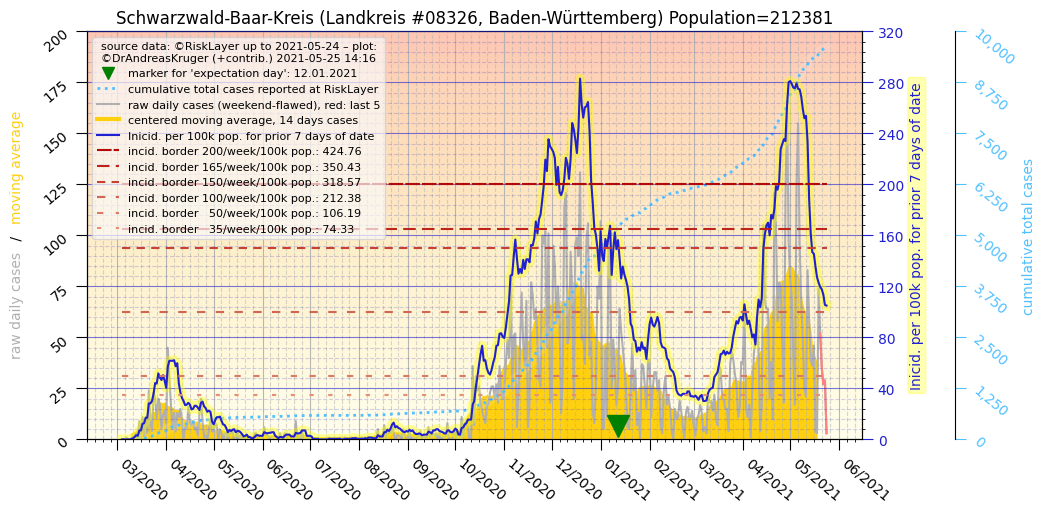 Schwarzwald-Baar-Kreis (Landkreis #08326, Baden-Württemberg) Population=212381
source data: ©RiskLayer up to 2021-05-24 – plot:
©DrAndreasKruger (+contrib.) 2021-05-25 14:16
marker for 'expectation day': 12.01.2021
cumulative total cases reported at RiskLayer
raw daily cases (weekend-flawed), red: last 5
centered moving average, 14 days cases
Inicid. per 100k pop. for prior 7 days of date
incid. border 200/week/100k pop.: 424.76
incid. border 165/week/100k pop.: 350.43
incid. border 150/week/100k pop.: 318.57
incid. border 100/week/100k pop.: 212.38
incid. border   50/week/100k pop.: 106.19
incid. border   35/week/100k pop.: 74.33
raw daily cases / moving average
200
175
150
125
100
75
50
25
0
03/2020
04/2020
05/2020
06/2020
07/2020
08/2020
09/2020
10/2020
11/2020
12/2020
01/2021
02/2021
03/2021
04/2021
05/2021
06/2021
320
280
240
200
160
120
80
40
0
Inicid. per 100k pop. for prior 7 days of date
10,000
8,750
7,500
6,250
5,000
3,750
2,500
1,250
0
cumulative total cases